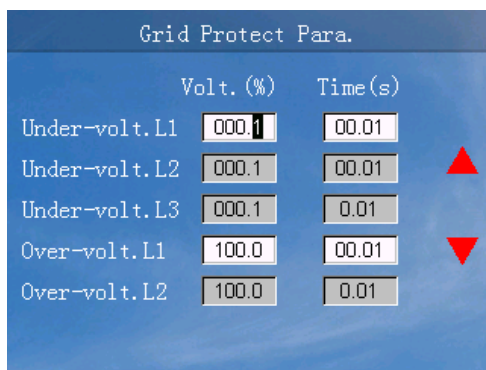 Grid Protect Para.
Volt.(%) Time(s)
Under-volt.L1 000.1 00.01
Under-volt.L2 000.1 00.01
Under-volt.L3 000.1 0.01
Over-volt.L1 100.0 00.01
Over-volt.L2 100.0 0.01